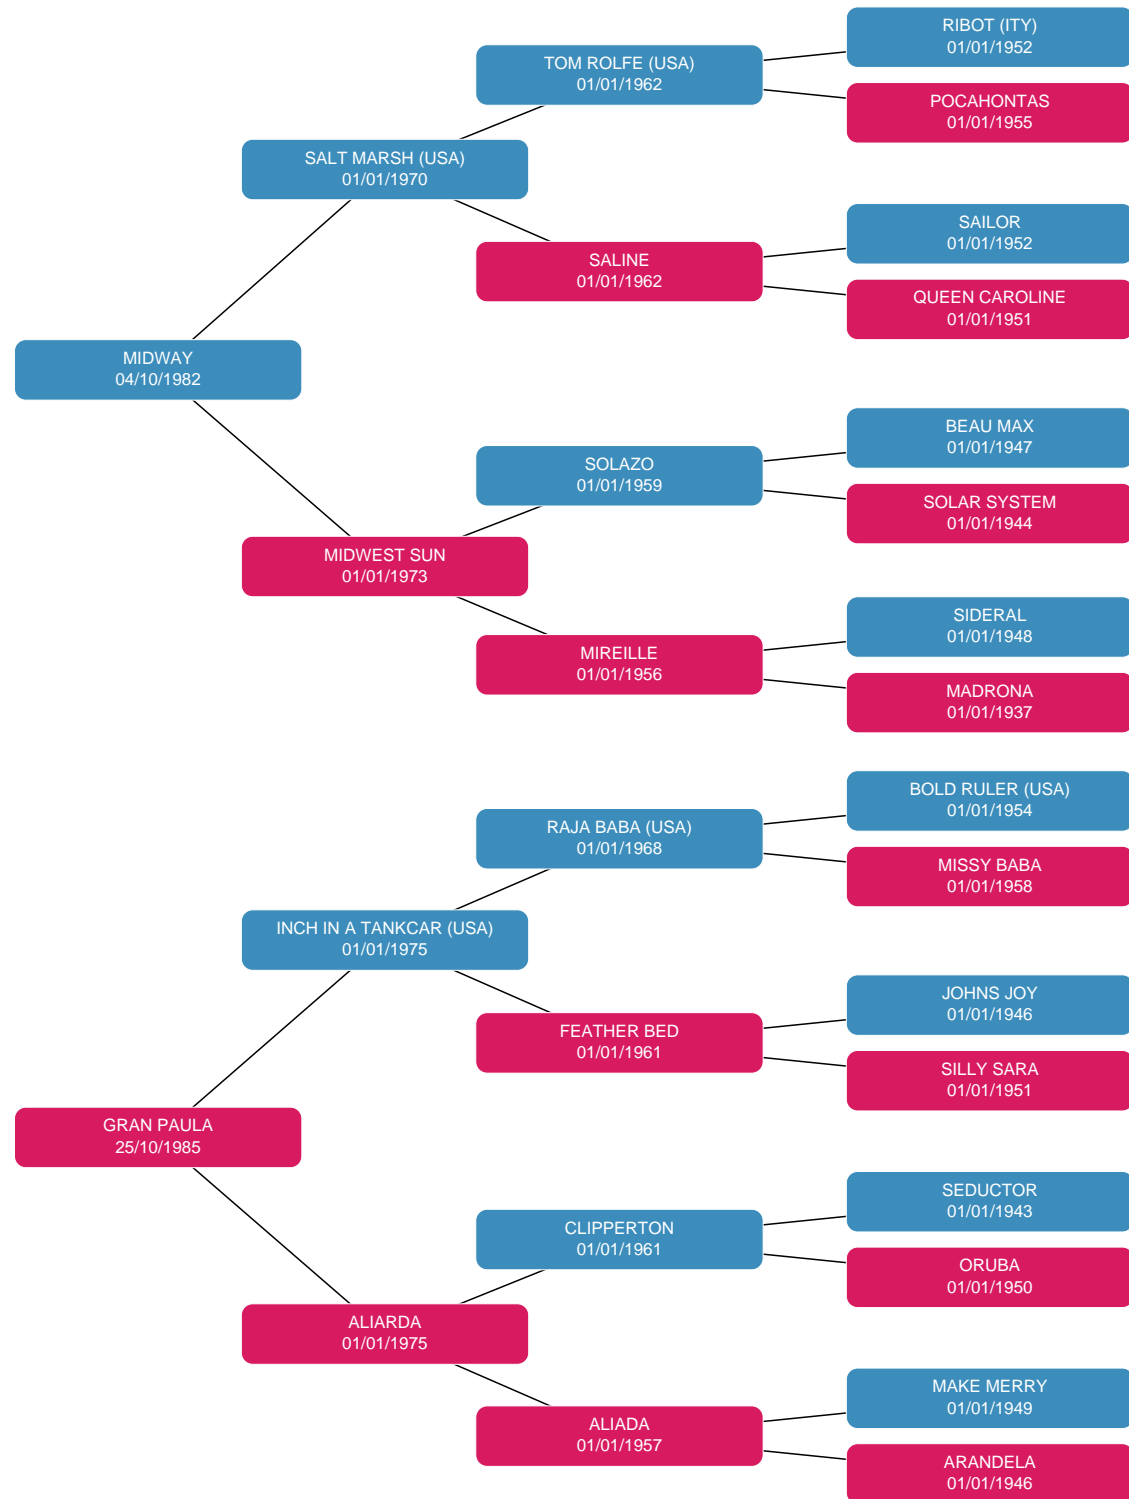 RIBOT (ITY)
01/01/1952
TOM ROLFE (USA)
01/01/1962
POCAHONTAS
01/01/1955
SALT MARSH (USA)
01/01/1970
SAILOR
01/01/1952
SALINE
01/01/1962
QUEEN CAROLINE
01/01/1951
MIDWAY
04/10/1982
BEAU MAX
01/01/1947
SOLAZO
01/01/1959
SOLAR SYSTEM
01/01/1944
MIDWEST SUN
01/01/1973
SIDERAL
01/01/1948
MIREILLE
01/01/1956
MADRONA
01/01/1937
BOLD RULER (USA)
01/01/1954
RAJA BABA (USA)
01/01/1968
MISSY BABA
01/01/1958
INCH IN A TANKCAR (USA)
01/01/1975
JOHNS JOY
01/01/1946
FEATHER BED
01/01/1961
SILLY SARA
01/01/1951
GRAN PAULA
25/10/1985
SEDUCTOR
01/01/1943
CLIPPERTON
01/01/1961
ORUBA
01/01/1950
ALIARDA
01/01/1975
MAKE MERRY
01/01/1949
ALIADA
01/01/1957
ARANDELA
01/01/1946